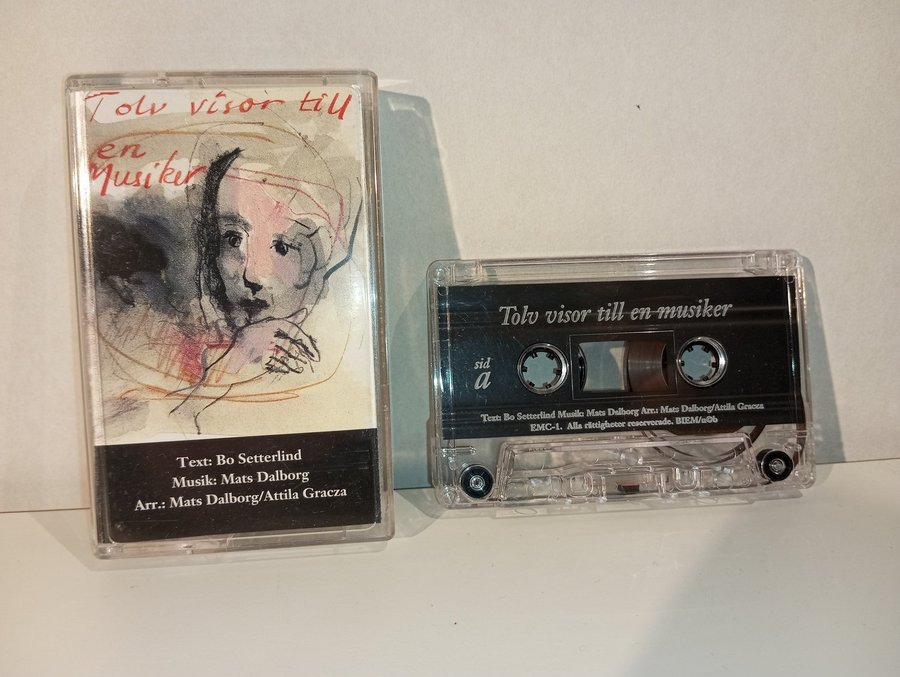 Tolv visor till
en
Musiker
Text: Bo Setterlind
Musik: Mats Dalborg
Arr.: Mats Dalborg/Attila Gracza
Tolv visor till en musiker
sid
a
Text: Bo Setterlind Musik: Mats Dalborg Arr.: Mats Dalborg/Attila Gracza
EMC-1. Alla rättigheter reserverade. BIEM/n©b